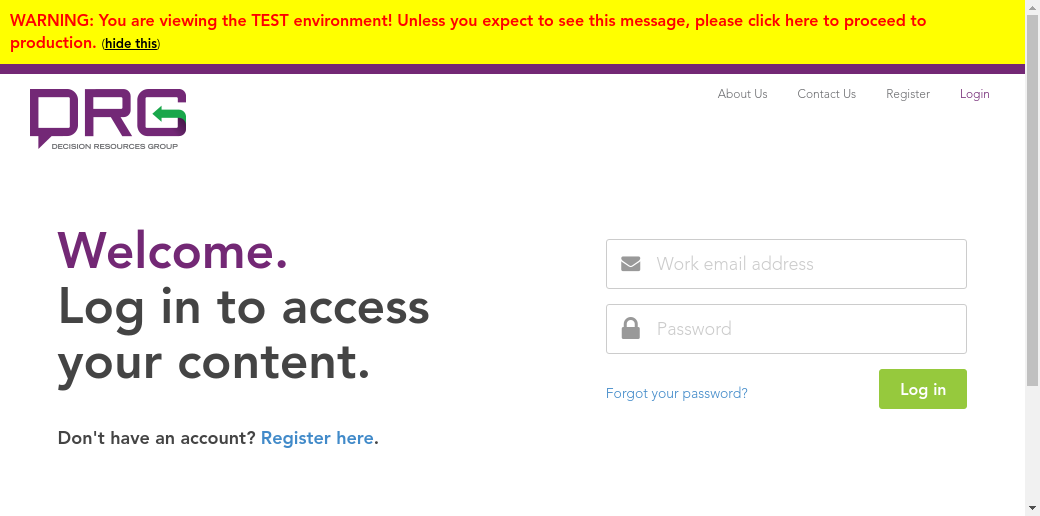 WARNING: You are viewing the TEST environment! Unless you expect to see this message, please click here to proceed to
production. (hide this)
About Us Contact Us Register Login
DRG
DECISION RESOURCES GROUP
Welcome.
Log in to access
your content.
Work email address
Password
Forgot your password?
Log in
Don't have an account? Register here.